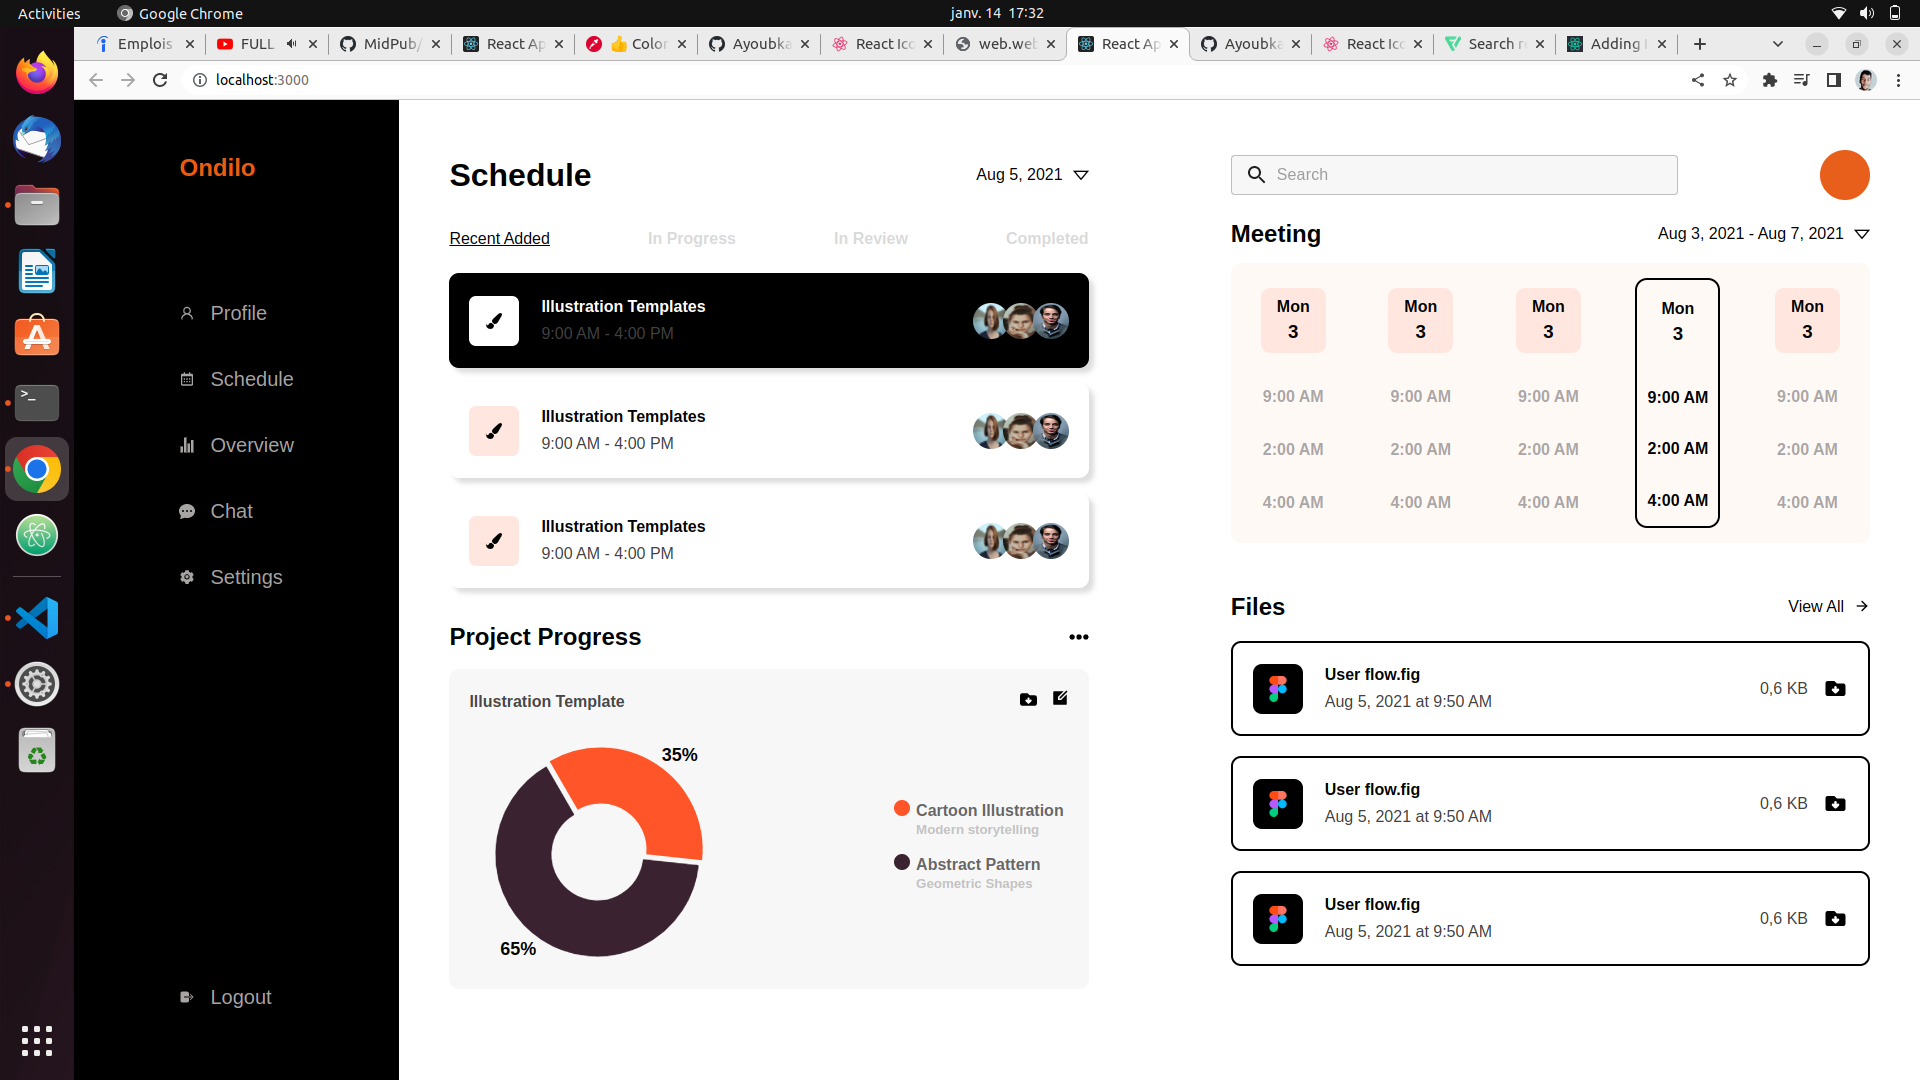 Activities
Google Chrome
janv. 14 17:32
Emplois
FULL
MidPub/
React Ap
Color
Ayoubka
React Ico
web.web
React Ap
Ayoubka
React Ico
Search re
Adding
localhost:3000
Ondilo
Profile
Schedule
Overview
Chat
Settings
Logout
Schedule
Aug 5, 2021
Recent Added
In Progress
In Review
Completed
Illustration Templates
9:00 AM - 4:00 PM
Illustration Templates
9:00 AM - 4:00 PM
Illustration Templates
9:00 AM - 4:00 PM
Project Progress
Illustration Template
35%
65%
Cartoon Illustration
Modern storytelling
Abstract Pattern
Geometric Shapes
Search
Meeting
Aug 3, 2021 - Aug 7, 2021
Mon Mon Mon Mon Mon
3 3 3 3 3
9:00 AM 9:00 AM 9:00 AM 9:00 AM 9:00 AM
2:00 AM 2:00 AM 2:00 AM 2:00 AM 2:00 AM
4:00 AM 4:00 AM 4:00 AM 4:00 AM 4:00 AM
Files
View All
User flow.fig
Aug 5, 2021 at 9:50 AM
0,6 KB
User flow.fig
Aug 5, 2021 at 9:50 AM
0,6 KB
User flow.fig
Aug 5, 2021 at 9:50 AM
0,6 KB